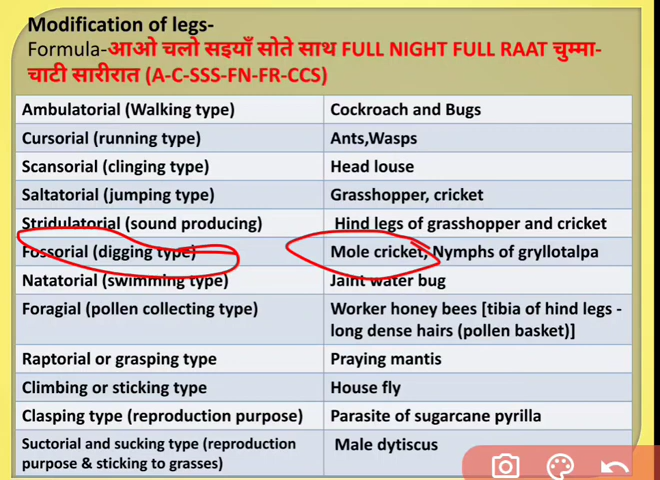 Modification of legs-
Formula-आओ चलो सइयाँ सोते साथ FULL NIGHT FULL RAAT चुम्मा-
चाटी सारीरात (A-C-SSS-FN-FR-CCS)
Ambulatorial (Walking type) Cockroach and Bugs
Cursorial (running type) Ants,Wasps
Scansorial (clinging type) Head louse
Saltatorial (jumping type) Grasshopper, cricket
Stridulatorial (sound producing) Hind legs of grasshopper and cricket
Fossorial (digging type) Mole cricket, Nymphs of gryllotalpa
Natatorial (swimming type) Jaint water bug
Foragial (pollen collecting type) Worker honey bees [tibia of hind legs -
long dense hairs (pollen basket)]
Raptorial or grasping type Praying mantis
Climbing or sticking type House fly
Clasping type (reproduction purpose) Parasite of sugarcane pyrilla
Suctorial and sucking type (reproduction
purpose & sticking to grasses) Male dytiscus